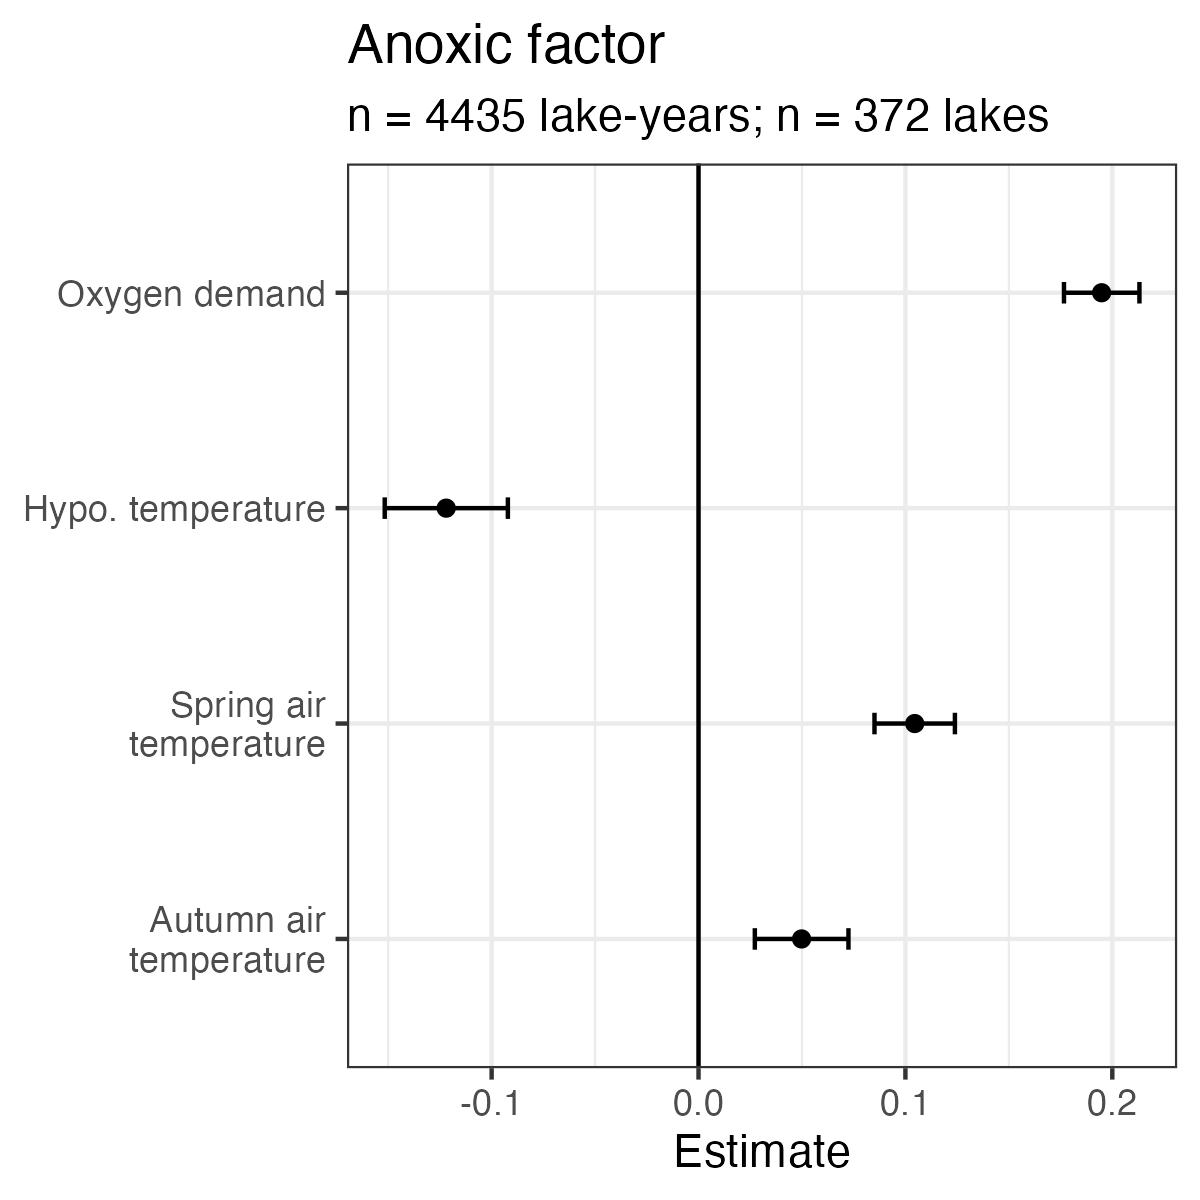 Anoxic factor
n = 4435 lake-years; n = 372 lakes
Oxygen demand
Hypo. temperature
Spring air
temperature
Autumn air
temperature
-0.1 0.0 0.1 0.2
Estimate